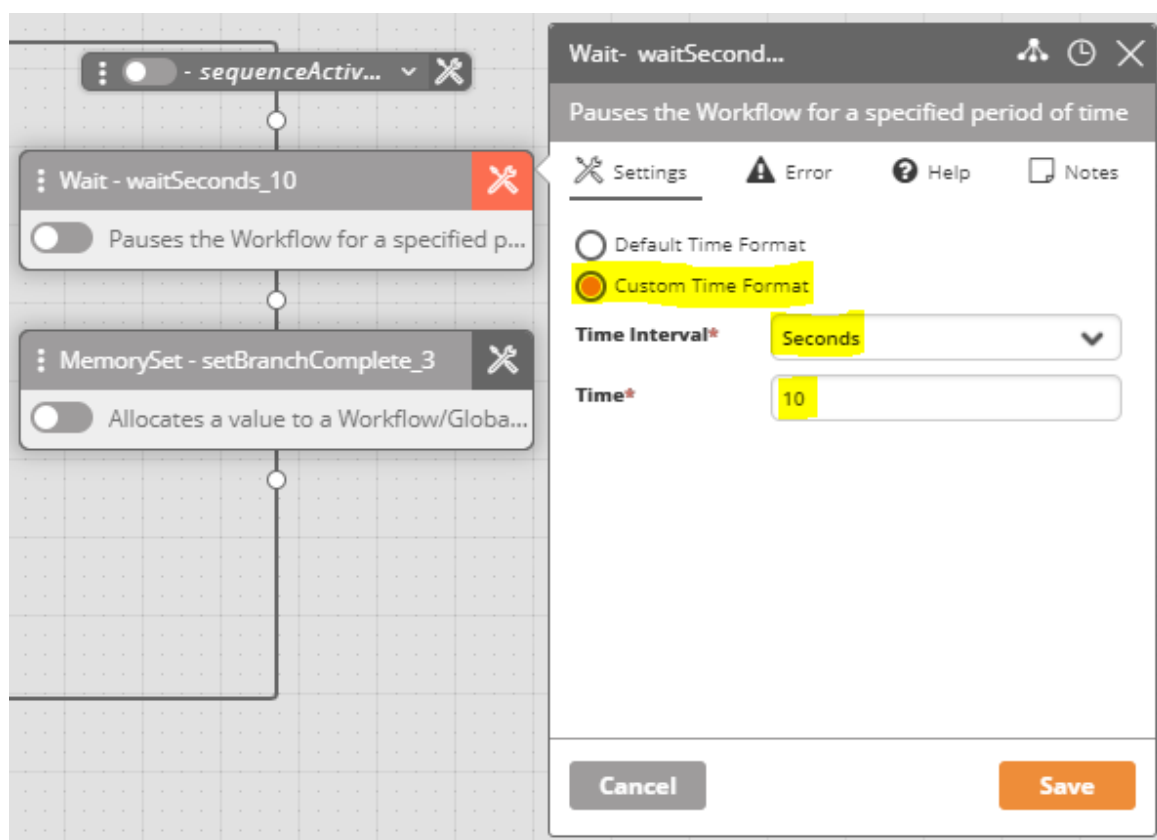 - sequenceActiv...
Wait - waitSeconds_10
Pauses the Workflow for a specified p...
MemorySet - setBranchComplete_3
Allocates a value to a Workflow/Globa...
Wait- waitSecond...
Pauses the Workflow for a specified period of time
Settings Error Help Notes
Default Time Format
Custom Time Format
Time Interval* Seconds
Time* 10
Cancel Save